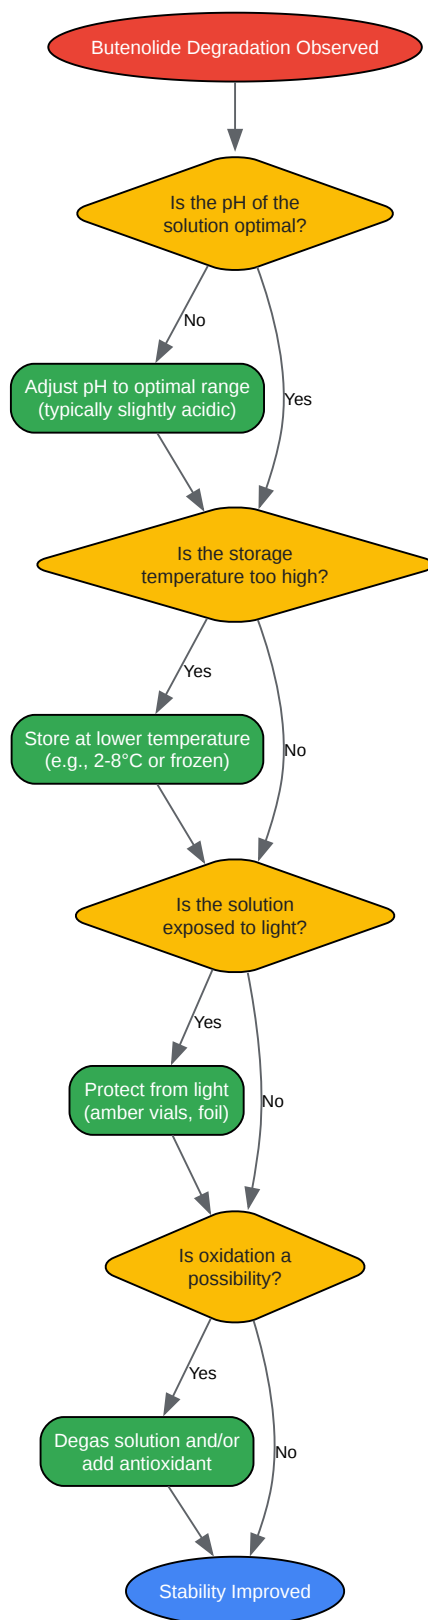 Butenolide Degradation Observed
Is the pH of the
solution optimal?
No
Adjust pH to optimal range
(typically slightly acidic)
Yes
Is the storage
temperature too high?
Yes
Store at lower temperature
(e.g., 2-8°C or frozen)
No
Is the solution
exposed to light?
Yes
Protect from light
(amber vials, foil)
No
Is oxidation a
possibility?
Yes
Degas solution and/or
add antioxidant
No
Stability Improved